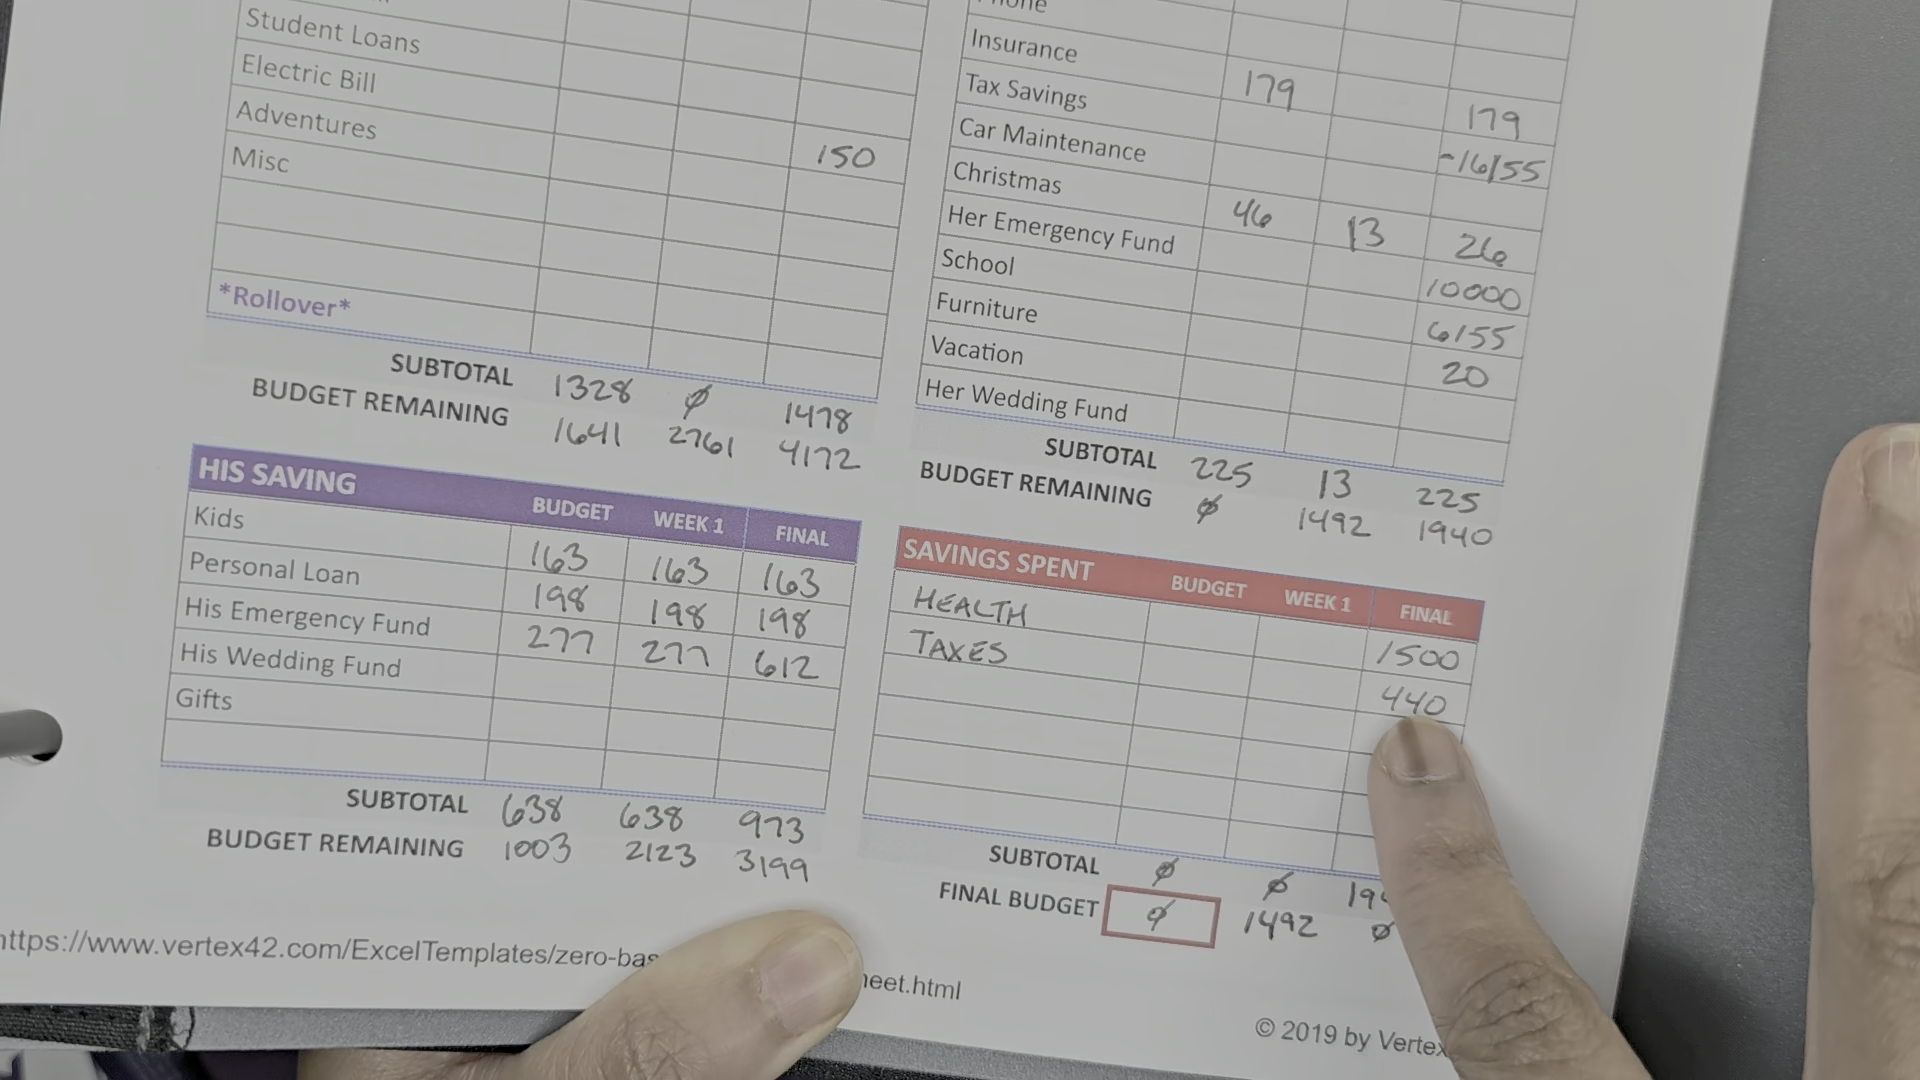 Student Loans
Electric Bill
Adventures 150
Misc
*Rollover*
SUBTOTAL 1328 ∅ 1478
BUDGET REMAINING 1641 2761 4172
HIS SAVING BUDGET WEEK 1 FINAL
Kids 163 163 163
Personal Loan 198 198 198
His Emergency Fund 277 277 612
His Wedding Fund
Gifts
SUBTOTAL 638 638 973
BUDGET REMAINING 1003 2123 3199
Insurance
Tax Savings 179 179
Car Maintenance -16155
Christmas
Her Emergency Fund 46 13 26
School 10000
Furniture 6155
Vacation 20
Her Wedding Fund
SUBTOTAL 225 13 225
BUDGET REMAINING ∅ 1492 1940
SAVINGS SPENT BUDGET WEEK 1 FINAL
HEALTH 1500
TAXES 440
SUBTOTAL ∅ ∅
FINAL BUDGET ∅ 1492 ∅
https://www.vertex42.com/ExcelTemplates/zero-bas eet.html
© 2019 by Vertex